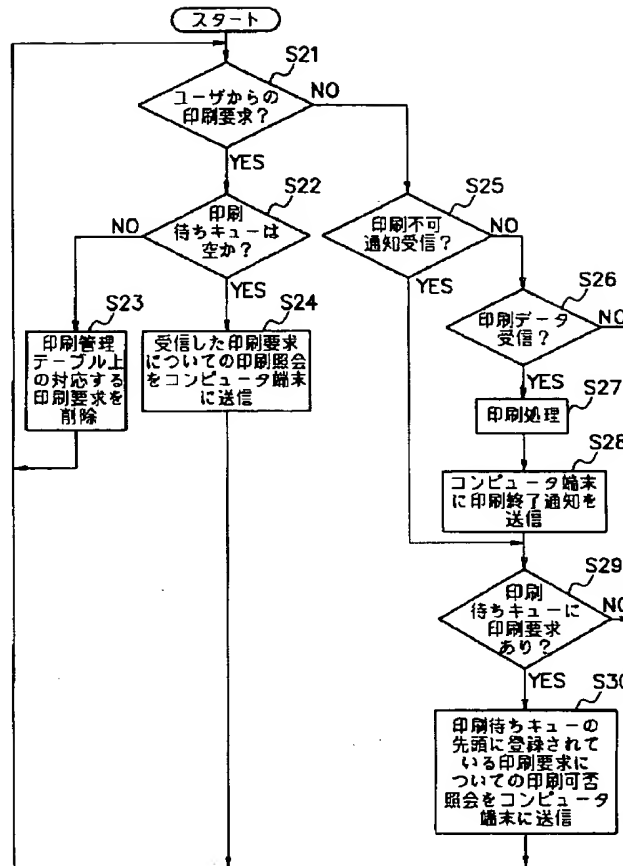 スタート
S21
ユーザからの
印刷要求?
NO
YES
S22
印刷
待ちキューは
空か?
NO
YES
S23
印刷管理
テーブル上
の対応する
印刷要求を
削除
S24
受信した印刷要求
についての印刷照会
をコンピュータ端末
に送信
S25
印刷不可
通知受信?
NO
YES
S26
印刷データ
受信?
NO
YES
S27
印刷処理
S28
コンピュータ端末
に印刷終了通知を
送信
S29
印刷
待ちキューに
印刷要求
あり?
NO
YES
S30
印刷待ちキューの
先頭に登録されて
いる印刷要求に
ついての印刷可否
照会をコンピュータ
端末に送信